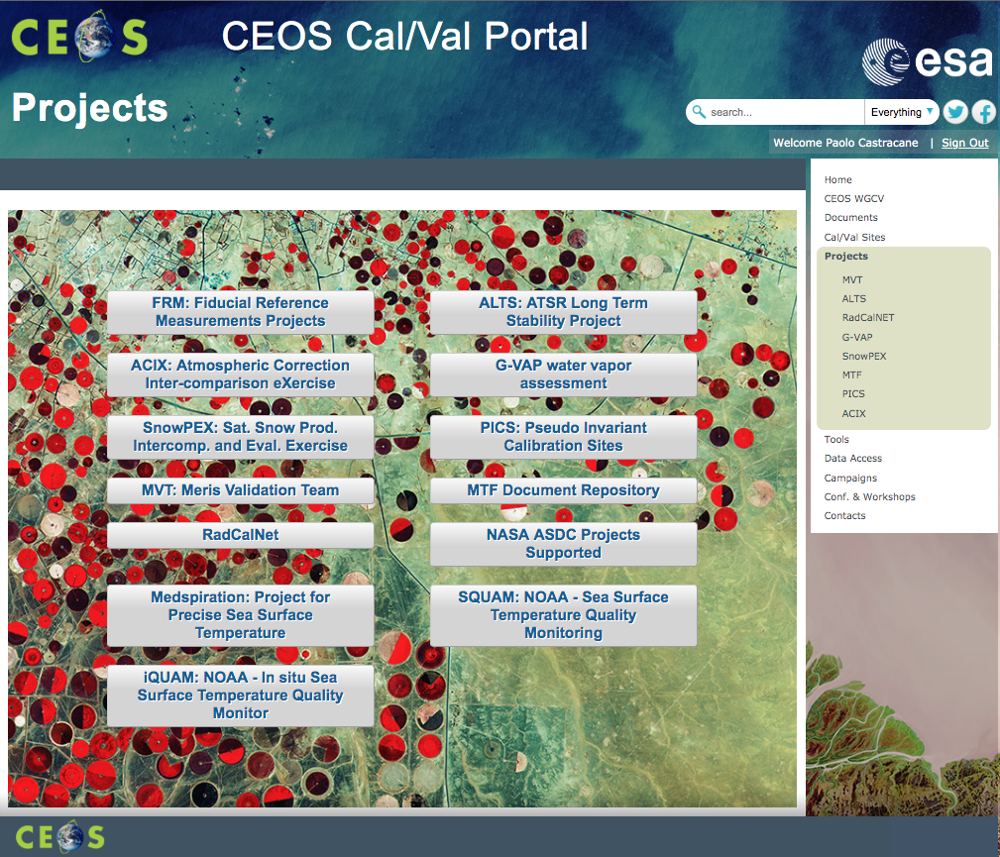 CEOS
CEOS Cal/Val Portal
esa
Projects
search...
Everything
Welcome Paolo Castracane | Sign Out
Home
CEOS WGCV
Documents
Cal/Val Sites
Projects
MVT
ALTS
RadCalNET
G-VAP
SnowPEX
MTF
PICS
ACIX
Tools
Data Access
Campaigns
Conf. & Workshops
Contacts
FRM: Fiducial Reference
Measurements Projects
ALTS: ATSR Long Term
Stability Project
ACIX: Atmospheric Correction
Inter-comparison eXercise
G-VAP water vapor
assessment
SnowPEX: Sat. Snow Prod.
Intercomp. and Eval. Exercise
PICS: Pseudo Invariant
Calibration Sites
MVT: Meris Validation Team
MTF Document Repository
RadCalNet
NASA ASDC Projects
Supported
Medspiration: Project for
Precise Sea Surface
Temperature
SQUAM: NOAA - Sea Surface
Temperature Quality
Monitoring
iQUAM: NOAA - In situ Sea
Surface Temperature Quality
Monitor
CEOS